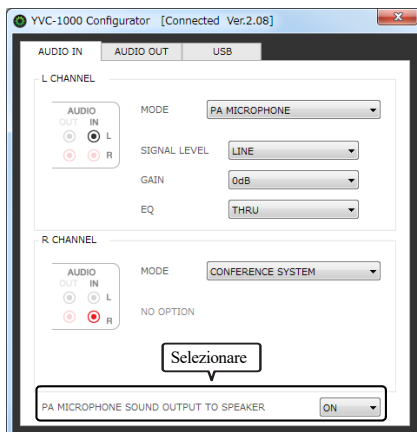 YVC-1000 Configurator [Connected Ver.2.08]
AUDIO IN AUDIO OUT USB
L CHANNEL
AUDIO
OUT IN
L
R
MODE PA MICROPHONE
SIGNAL LEVEL LINE
GAIN 0dB
EQ THRU
R CHANNEL
AUDIO
OUT IN
L
R
MODE CONFERENCE SYSTEM
NO OPTION
Selezionare
PA MICROPHONE SOUND OUTPUT TO SPEAKER ON